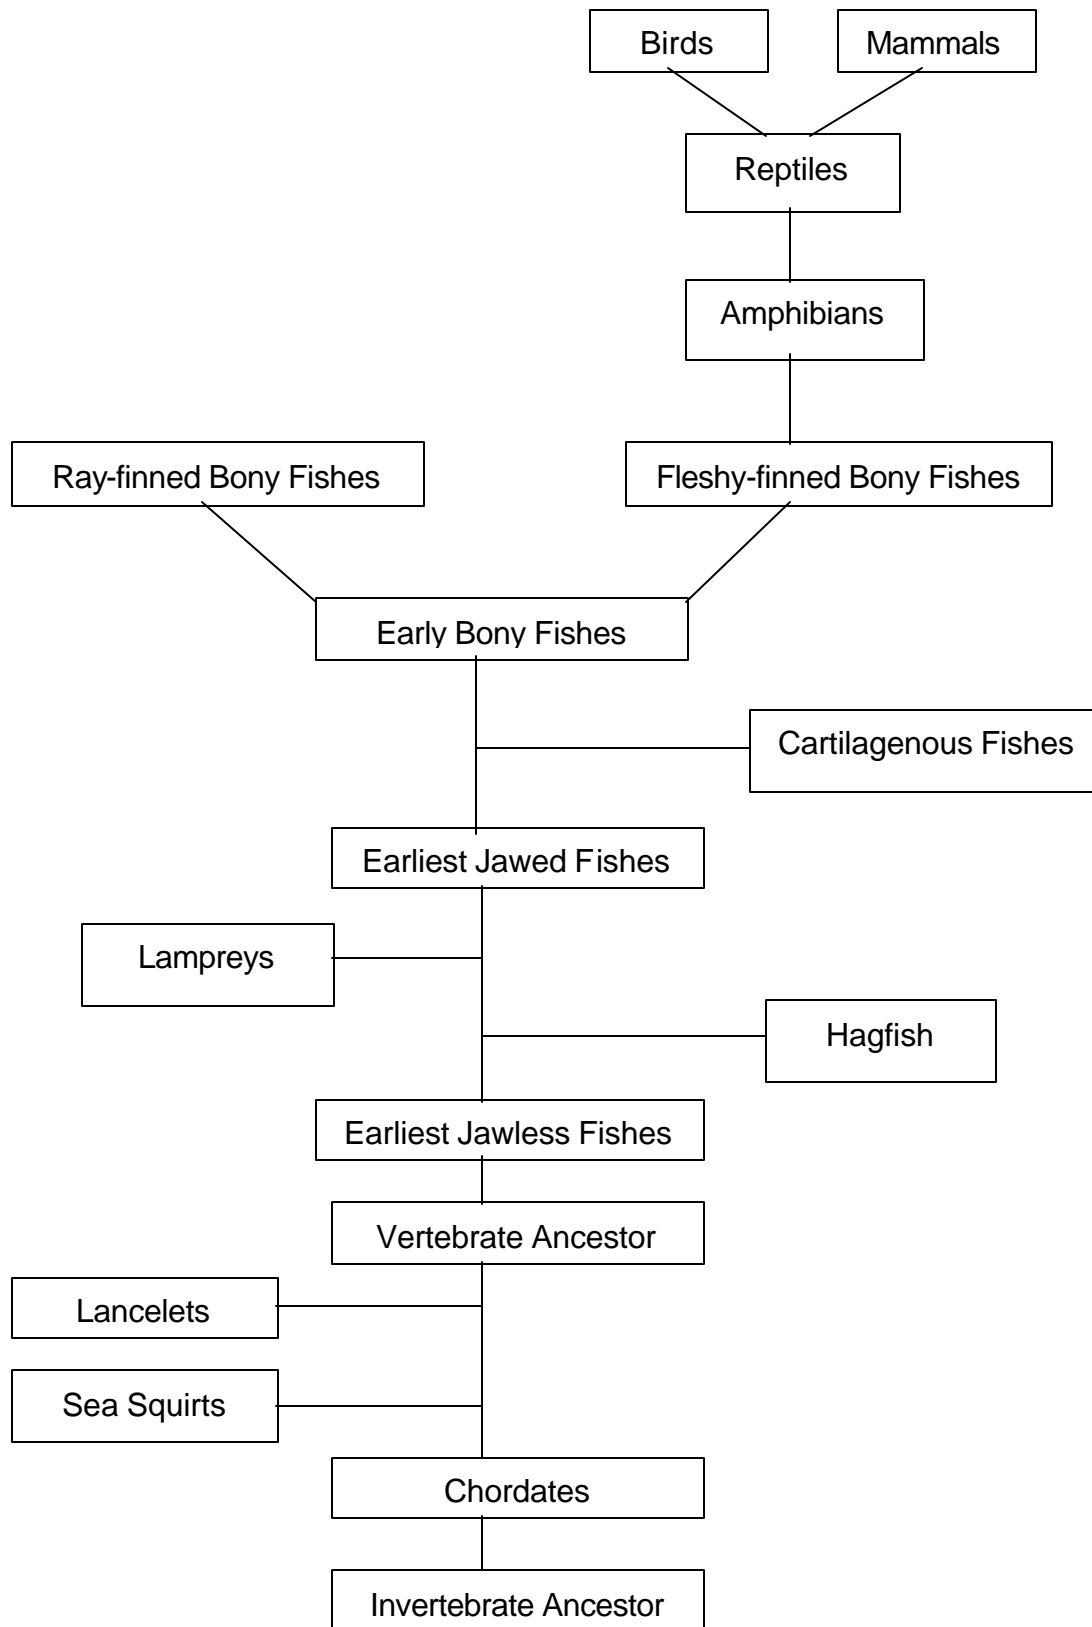 Birds
Mammals
Reptiles
Amphibians
Ray-finned Bony Fishes
Fleshy-finned Bony Fishes
Early Bony Fishes
Cartilagenous Fishes
Earliest Jawed Fishes
Lampreys
Hagfish
Earliest Jawless Fishes
Vertebrate Ancestor
Lancelets
Sea Squirts
Chordates
Invertebrate Ancestor